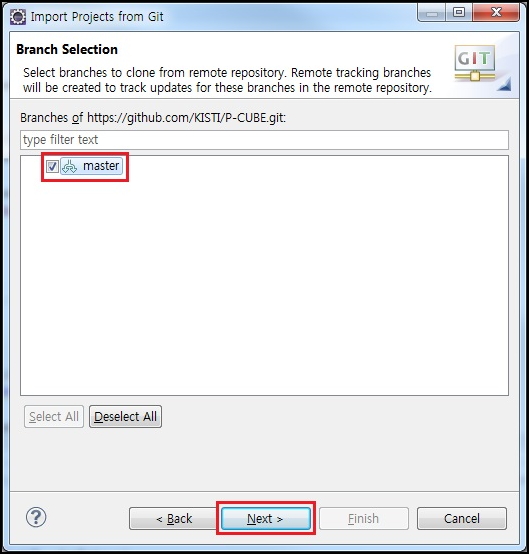 Import Projects from Git
Branch Selection
Select branches to clone from remote repository. Remote tracking branches
will be created to track updates for these branches in the remote repository.
GIT
Branches of https://github.com/KISTI/P-CUBE.git:
type filter text
master
Select All
Deselect All
?
< Back
Next >
Finish
Cancel